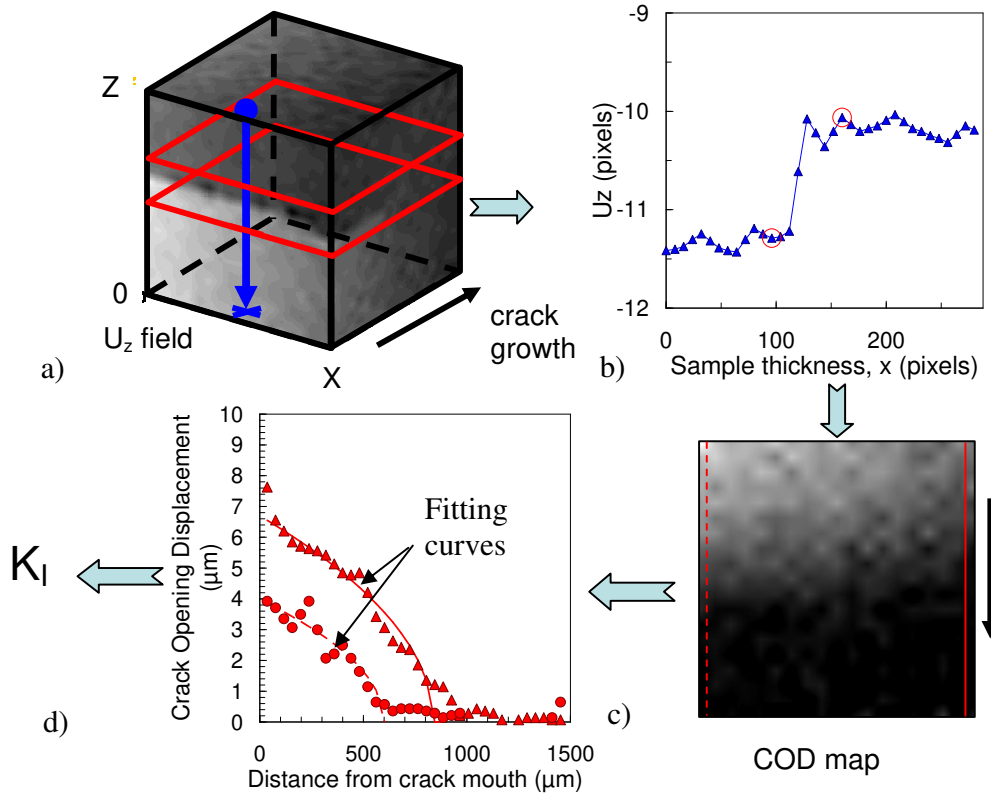 Z
0
U_z field
X
crack
growth
a)
-9
-10
-11
-12
Uz (pixels)
0
100
200
Sample thickness, x (pixels)
b)
K_I
10
9
8
7
6
5
4
3
2
1
0
Crack Opening Displacement
(µm)
Fitting
curves
0
500
1000
1500
Distance from crack mouth (µm)
d)
c)
COD map